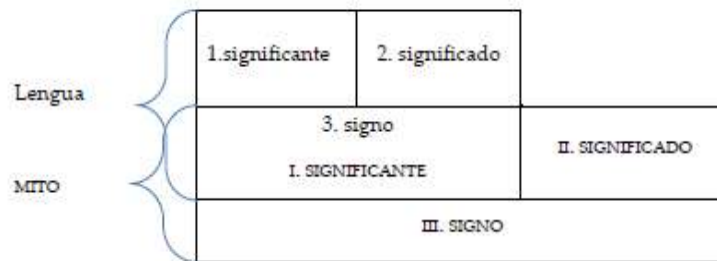 1.significante
2. significado
Lengua
3. signo
II. SIGNIFICADO
I. SIGNIFICANTE
MITO
III. SIGNO